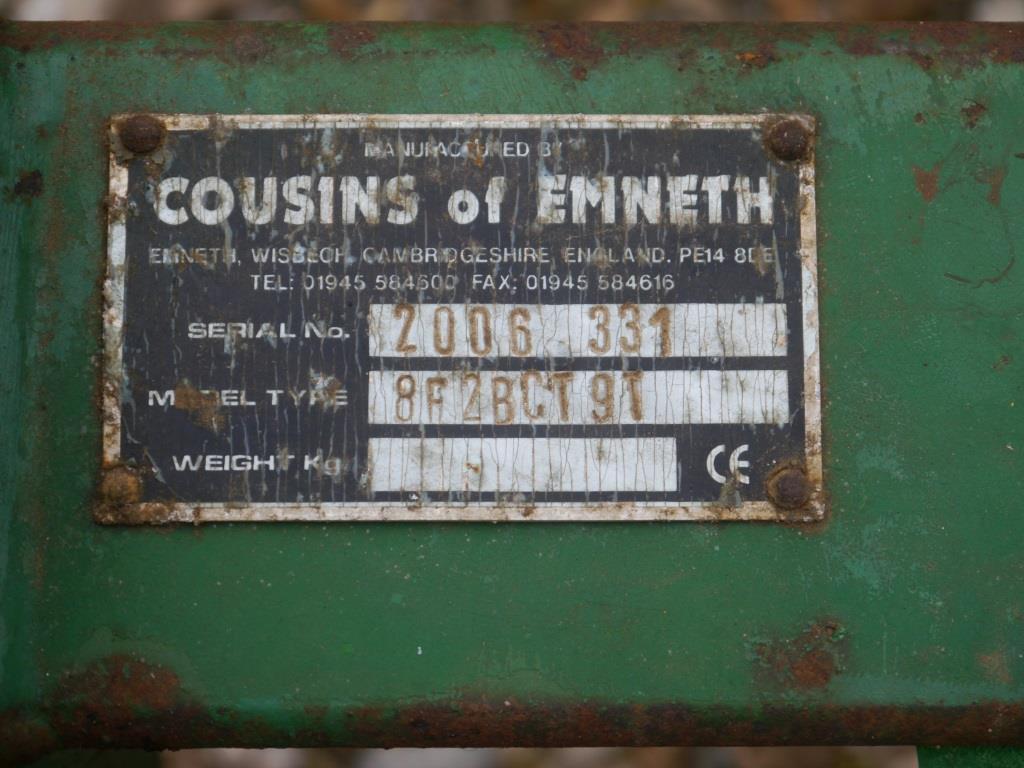 MANUFACTURED BY
COUSINS of EMNETH
EMNETH, WISBECH, CAMBRIDGESHIRE, ENGLAND. PE14 8DE
TEL: 01945 584600 FAX: 01945 584616
SERIAL No. 2006 331
MODEL TYPE 8F2BCT9T
WEIGHT Kg
CE